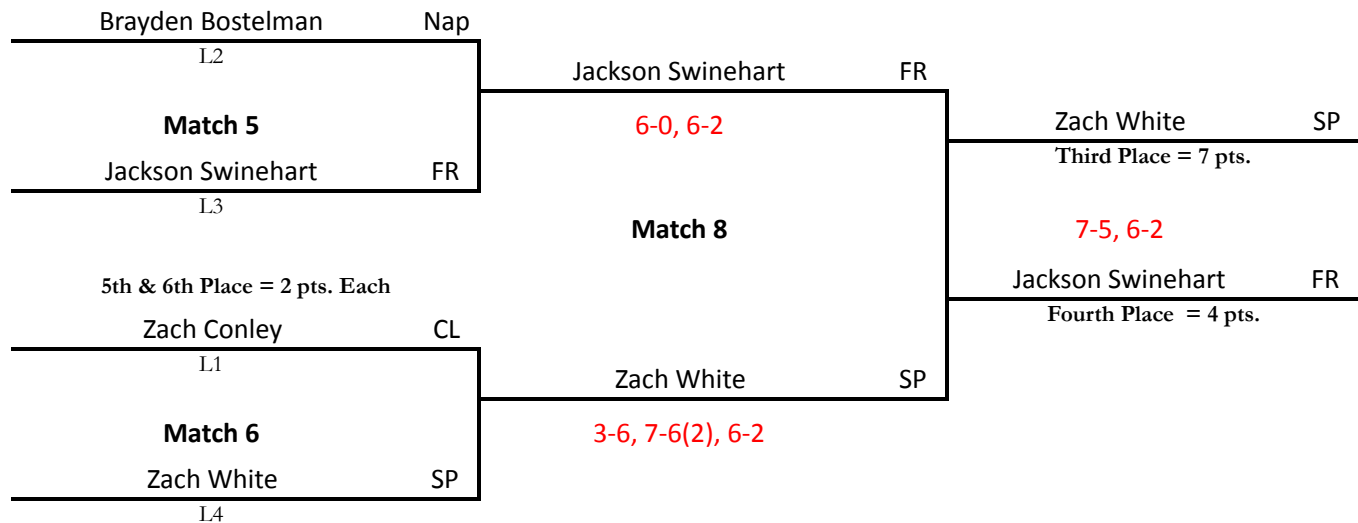 Brayden Bostelman Nap
L2
Match 5
Jackson Swinehart FR
L3
5th & 6th Place = 2 pts. Each
Zach Conley CL
L1
Match 6
Zach White SP
L4
Jackson Swinehart FR
6-0, 6-2
Match 8
Zach White SP
3-6, 7-6(2), 6-2
Zach White SP
Third Place = 7 pts.
7-5, 6-2
Jackson Swinehart FR
Fourth Place = 4 pts.